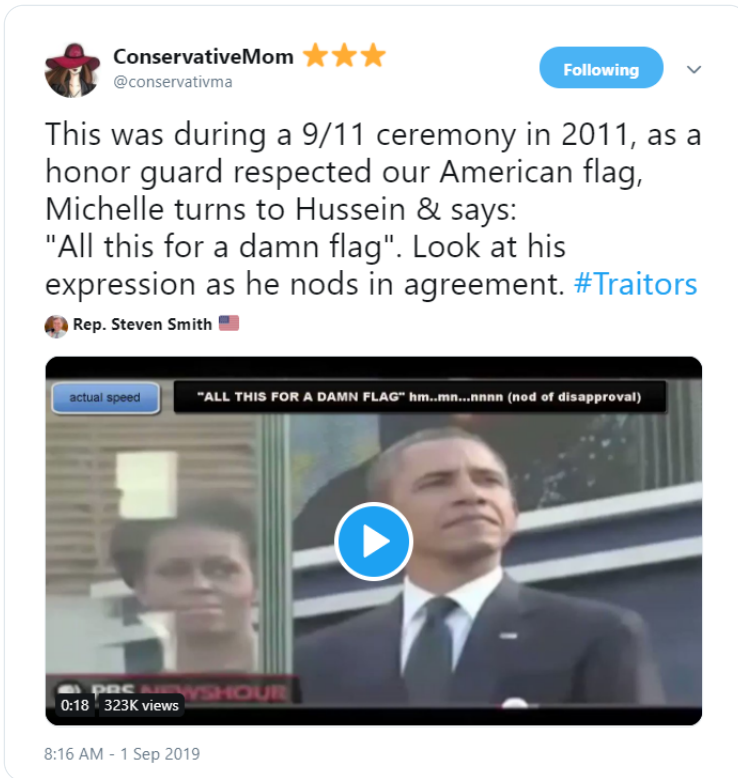 ConservativeMom
@conservativma
Following
This was during a 9/11 ceremony in 2011, as a
honor guard respected our American flag,
Michelle turns to Hussein & says:
"All this for a damn flag". Look at his
expression as he nods in agreement. #Traitors
Rep. Steven Smith
actual speed
"ALL THIS FOR A DAMN FLAG" hm..mn...nnnn (nod of disapproval)
PBS NEWSHOUR
0:18 323K views
8:16 AM - 1 Sep 2019